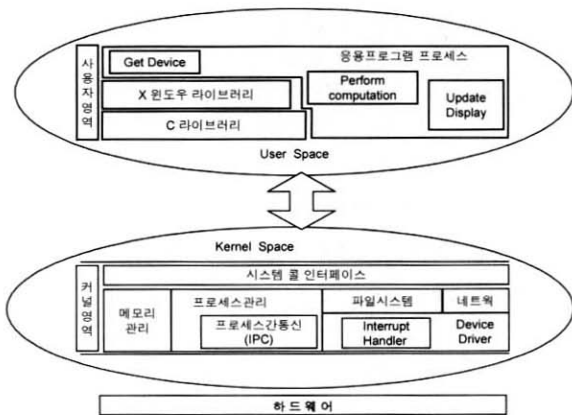 사용자영역
Get Device
응용프로그램 프로세스
X 윈도우 라이브러리
Perform
computation
Update
Display
C 라이브러리
User Space
Kernel Space
커널영역
시스템 콜 인터페이스
메모리
관리
프로세스관리
파일시스템
네트웍
프로세스간통신
(IPC)
Interrupt
Handler
Device
Driver
하드웨어